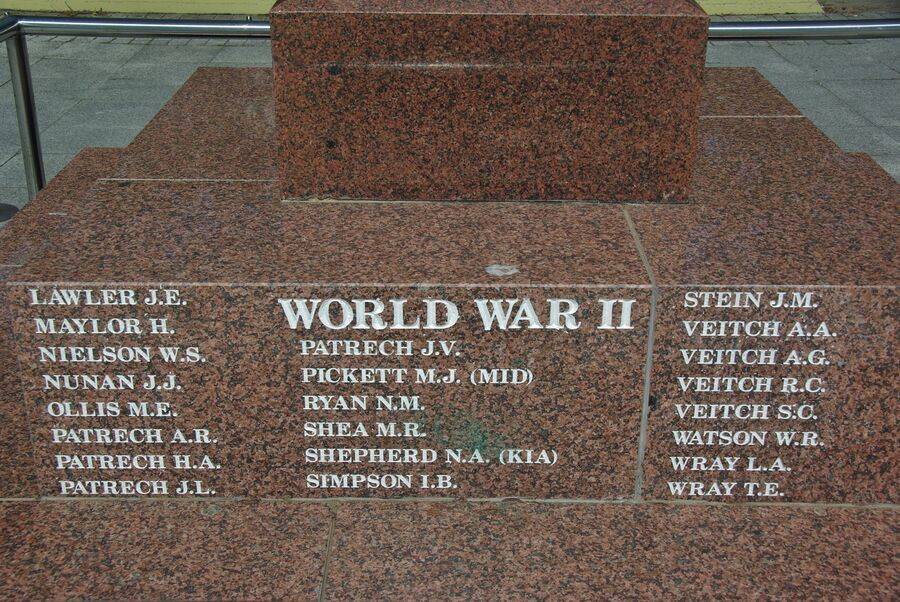 LAWLER J.E.
MAYLOR H.
NIELSON W.S.
NUNAN J.J.
OLLIS M.E.
PATRECH A.R.
PATRECH H.A.
PATRECH J.L.
WORLD WAR II
PATRECH J.V.
PICKETT M.J. (MID)
RYAN N.M.
SHEA M.R.
SHEPHERD N.A. (KIA)
SIMPSON I.B.
STEIN J.M.
VEITCH A.A.
VEITCH A.G.
VEITCH R.C.
VEITCH S.C.
WATSON W.R.
WRAY L.A.
WRAY T.E.